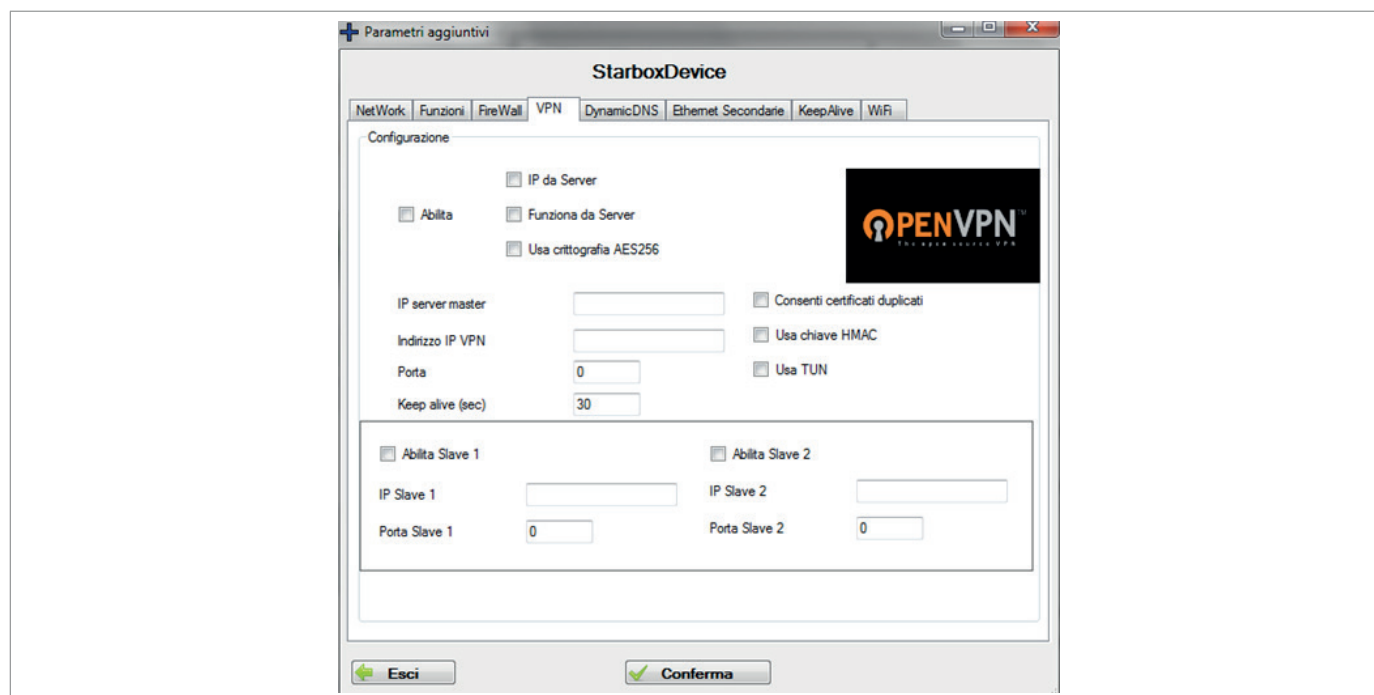 Parametri aggiuntivi
StarboxDevice
NetWork Funzioni FireWall VPN DynamicDNS Ethernet Secondarie KeepAlive WiFi
Configurazione
IP da Server
Abilita Funziona da Server
Usa crittografia AES256
OPENVPN™
The open source VPN
IP server master Consenti certificati duplicati
Indirizzo IP VPN Usa chiave HMAC
Porta 0 Usa TUN
Keep alive (sec) 30
Abilita Slave 1 Abilita Slave 2
IP Slave 1 IP Slave 2
Porta Slave 1 0 Porta Slave 2 0
Esci Conferma